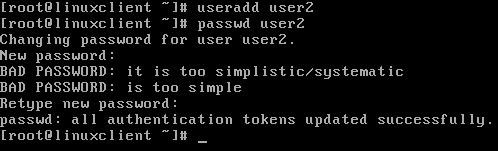 [root@linuxclient ~]# useradd user2
[root@linuxclient ~]# passwd user2
Changing password for user user2.
New password:
BAD PASSWORD: it is too simplistic/systematic
BAD PASSWORD: is too simple
Retype new password:
passwd: all authentication tokens updated successfully.
[root@linuxclient ~]# _